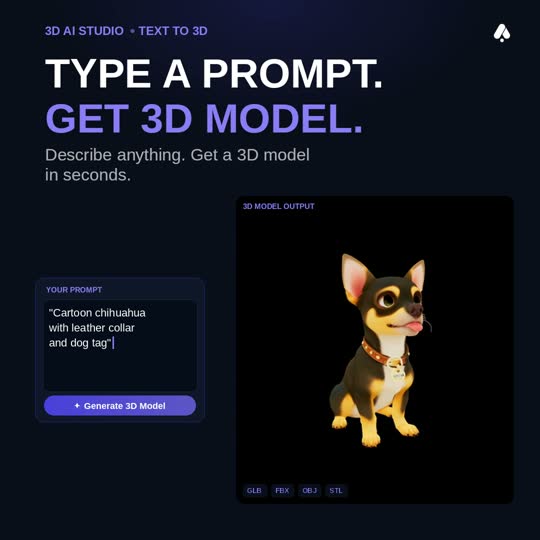 3D AI STUDIO • TEXT TO 3D
TYPE A PROMPT.
GET 3D MODEL.
Describe anything. Get a 3D model
in seconds.
3D MODEL OUTPUT
YOUR PROMPT
"Cartoon chihuahua
with leather collar
and dog tag"
✦ Generate 3D Model
GLB FBX OBJ STL